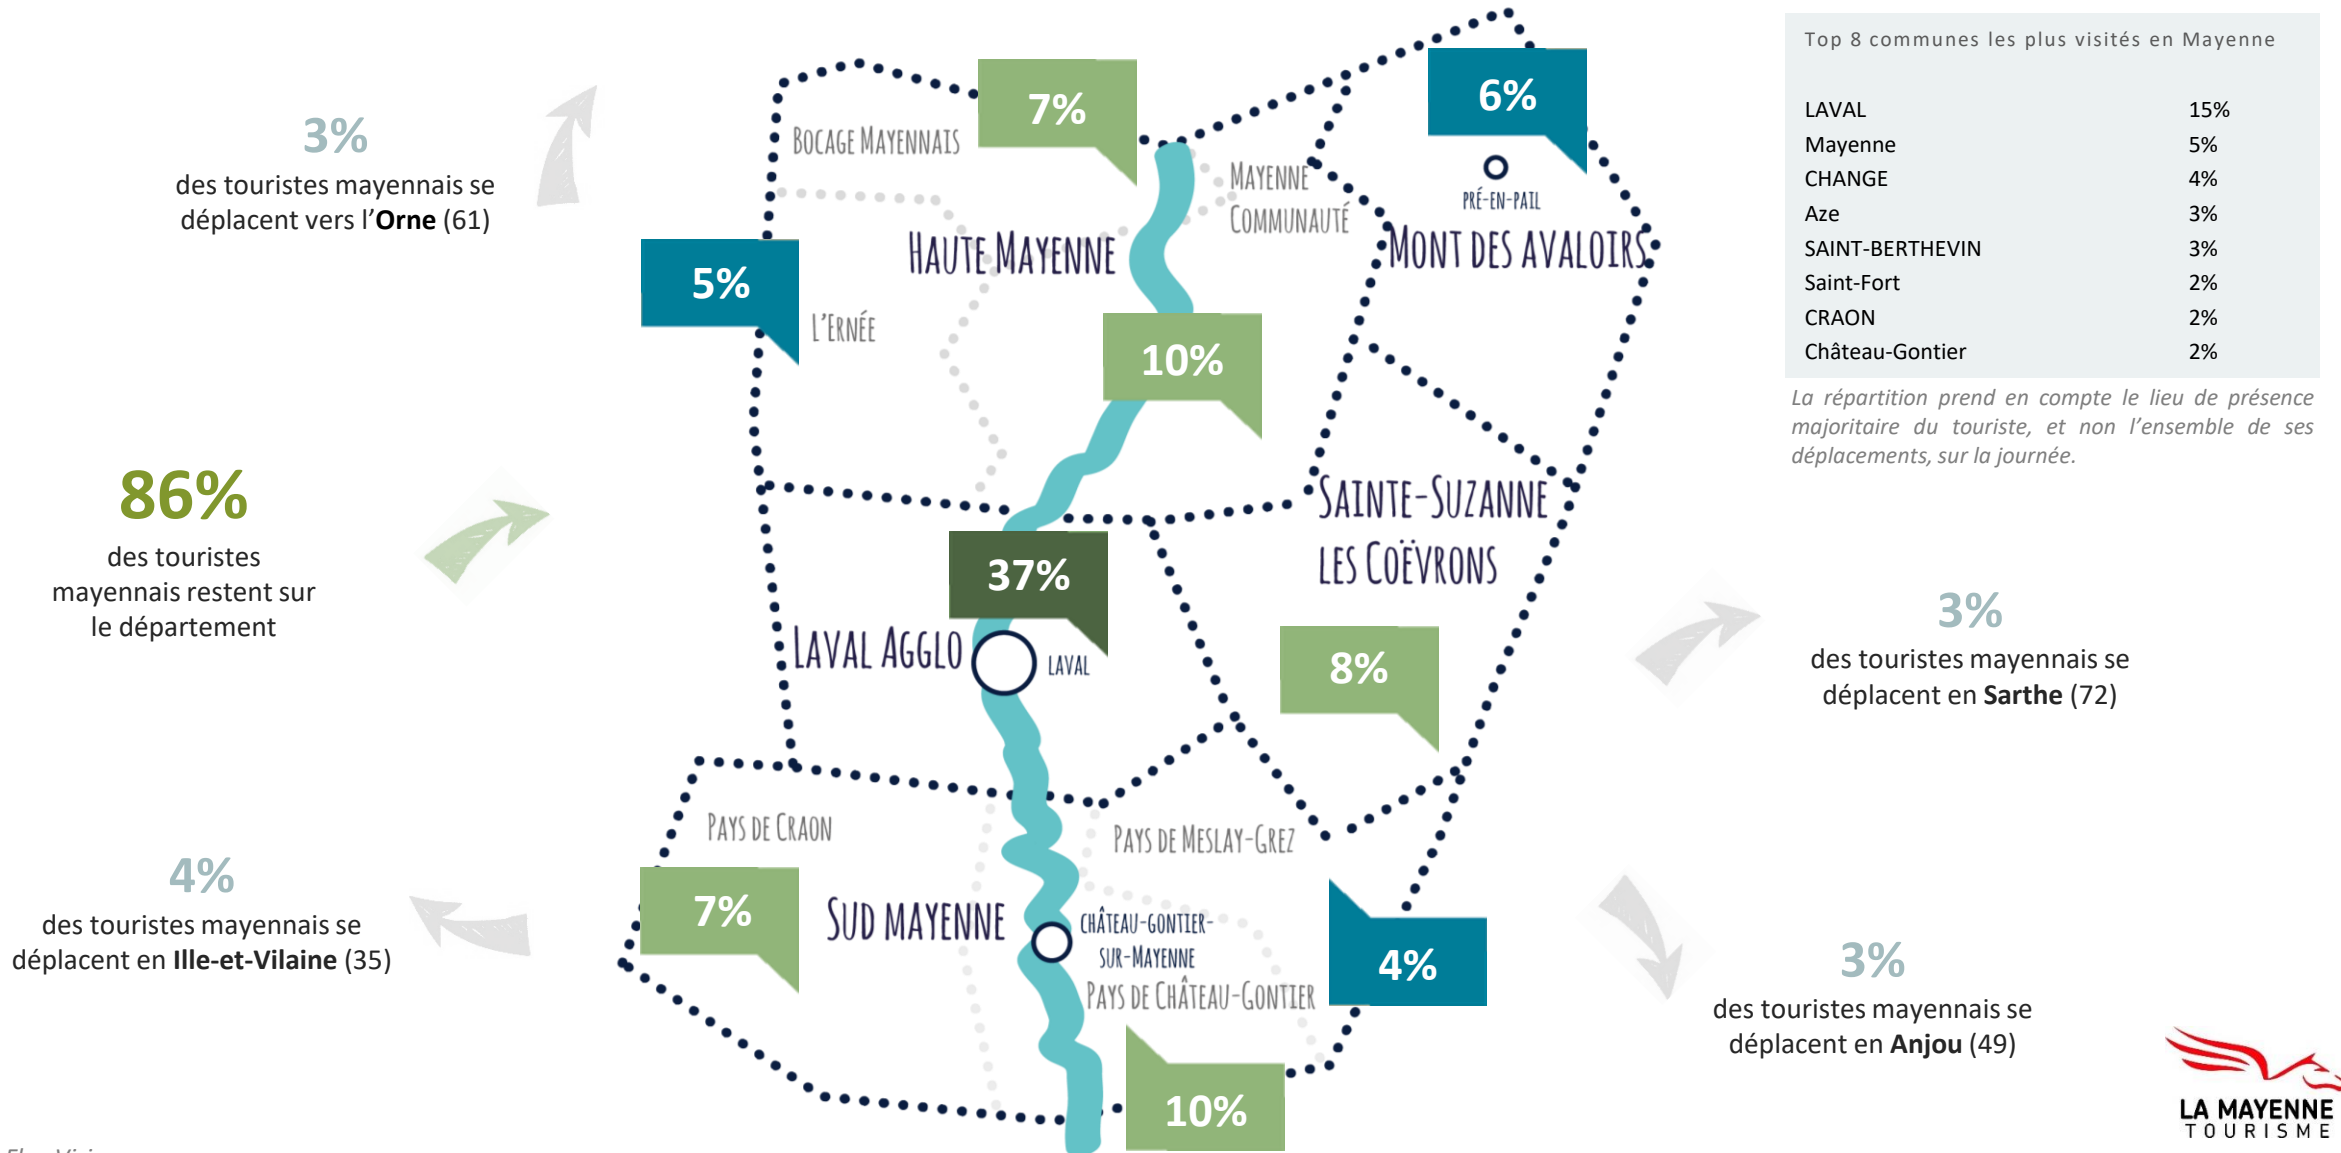 Top 8 communes les plus visités en Mayenne
LAVAL 15%
Mayenne 5%
CHANGE 4%
Aze 3%
SAINT-BERTHEVIN 3%
Saint-Fort 2%
CRAON 2%
Château-Gontier 2%
La répartition prend en compte le lieu de présence
majoritaire du touriste, et non l'ensemble de ses
déplacements, sur la journée.
3%
des touristes mayennais se
déplacent vers l'Orne (61)
86%
des touristes
mayennais restent sur
le département
4%
des touristes mayennais se
déplacent en Ille-et-Vilaine (35)
7%
BOCAGE MAYENNAIS
6%
PRÉ-EN-PAIL
MAYENNE
COMMUNAUTÉ
HAUTE MAYENNE
MONT DES AVALOIRS
5%
L'ERNÉE
10%
SAINTE-SUZANNE
LES COËVRONS
37%
LAVAL AGGLO
LAVAL
8%
PAYS DE CRAON
PAYS DE MESLAY-GREZ
7%
SUD MAYENNE
CHÂTEAU-GONTIER-
SUR-MAYENNE
PAYS DE CHÂTEAU-GONTIER
4%
10%
3%
des touristes mayennais se
déplacent en Sarthe (72)
3%
des touristes mayennais se
déplacent en Anjou (49)
LA MAYENNE
TOURISME